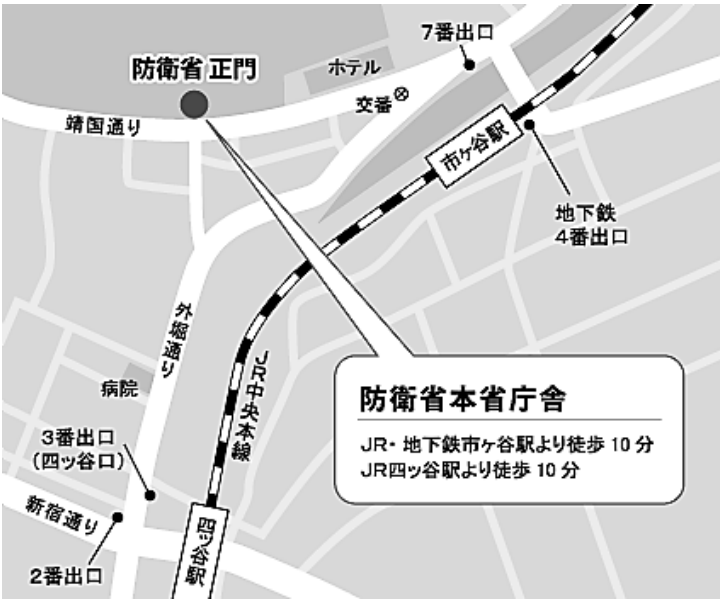 7番出口
防衛省 正門
ホテル
交番
靖国通り
市ヶ谷駅
地下鉄
4番出口
外堀通り
JR中央本線
病院
防衛省本省庁舎
JR・地下鉄市ヶ谷駅より徒歩10分
JR四ッ谷駅より徒歩10分
3番出口
(四ッ谷口)
新宿通り
四ッ谷駅
2番出口